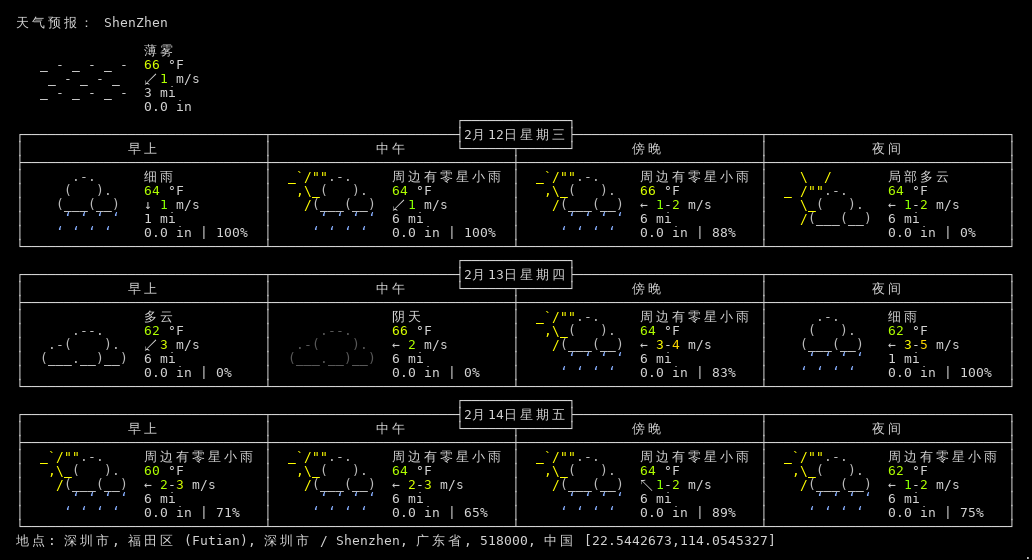 天气预报： ShenZhen
薄雾
66 °F
↙ 1 m/s
3 mi
0.0 in
2月12日星期三
早上 中午 傍晚 夜间
细雨 周边有零星小雨 周边有零星小雨 局部多云
64 °F 64 °F 66 °F 64 °F
↓ 1 m/s ↙ 1 m/s ← 1-2 m/s ← 1-2 m/s
1 mi 6 mi 6 mi 6 mi
0.0 in | 100% 0.0 in | 100% 0.0 in | 88% 0.0 in | 0%
2月13日星期四
早上 中午 傍晚 夜间
多云 阴天 周边有零星小雨 细雨
62 °F 66 °F 64 °F 62 °F
↙ 3 m/s ← 2 m/s ← 3-4 m/s ← 3-5 m/s
6 mi 6 mi 6 mi 1 mi
0.0 in | 0% 0.0 in | 0% 0.0 in | 83% 0.0 in | 100%
2月14日星期五
早上 中午 傍晚 夜间
周边有零星小雨 周边有零星小雨 周边有零星小雨 周边有零星小雨
60 °F 64 °F 64 °F 62 °F
← 2-3 m/s ← 2-3 m/s ↖ 1-2 m/s ← 1-2 m/s
6 mi 6 mi 6 mi 6 mi
0.0 in | 71% 0.0 in | 65% 0.0 in | 89% 0.0 in | 75%
地点: 深圳市, 福田区 (Futian), 深圳市 / Shenzhen, 广东省, 518000, 中国 [22.5442673,114.0545327]